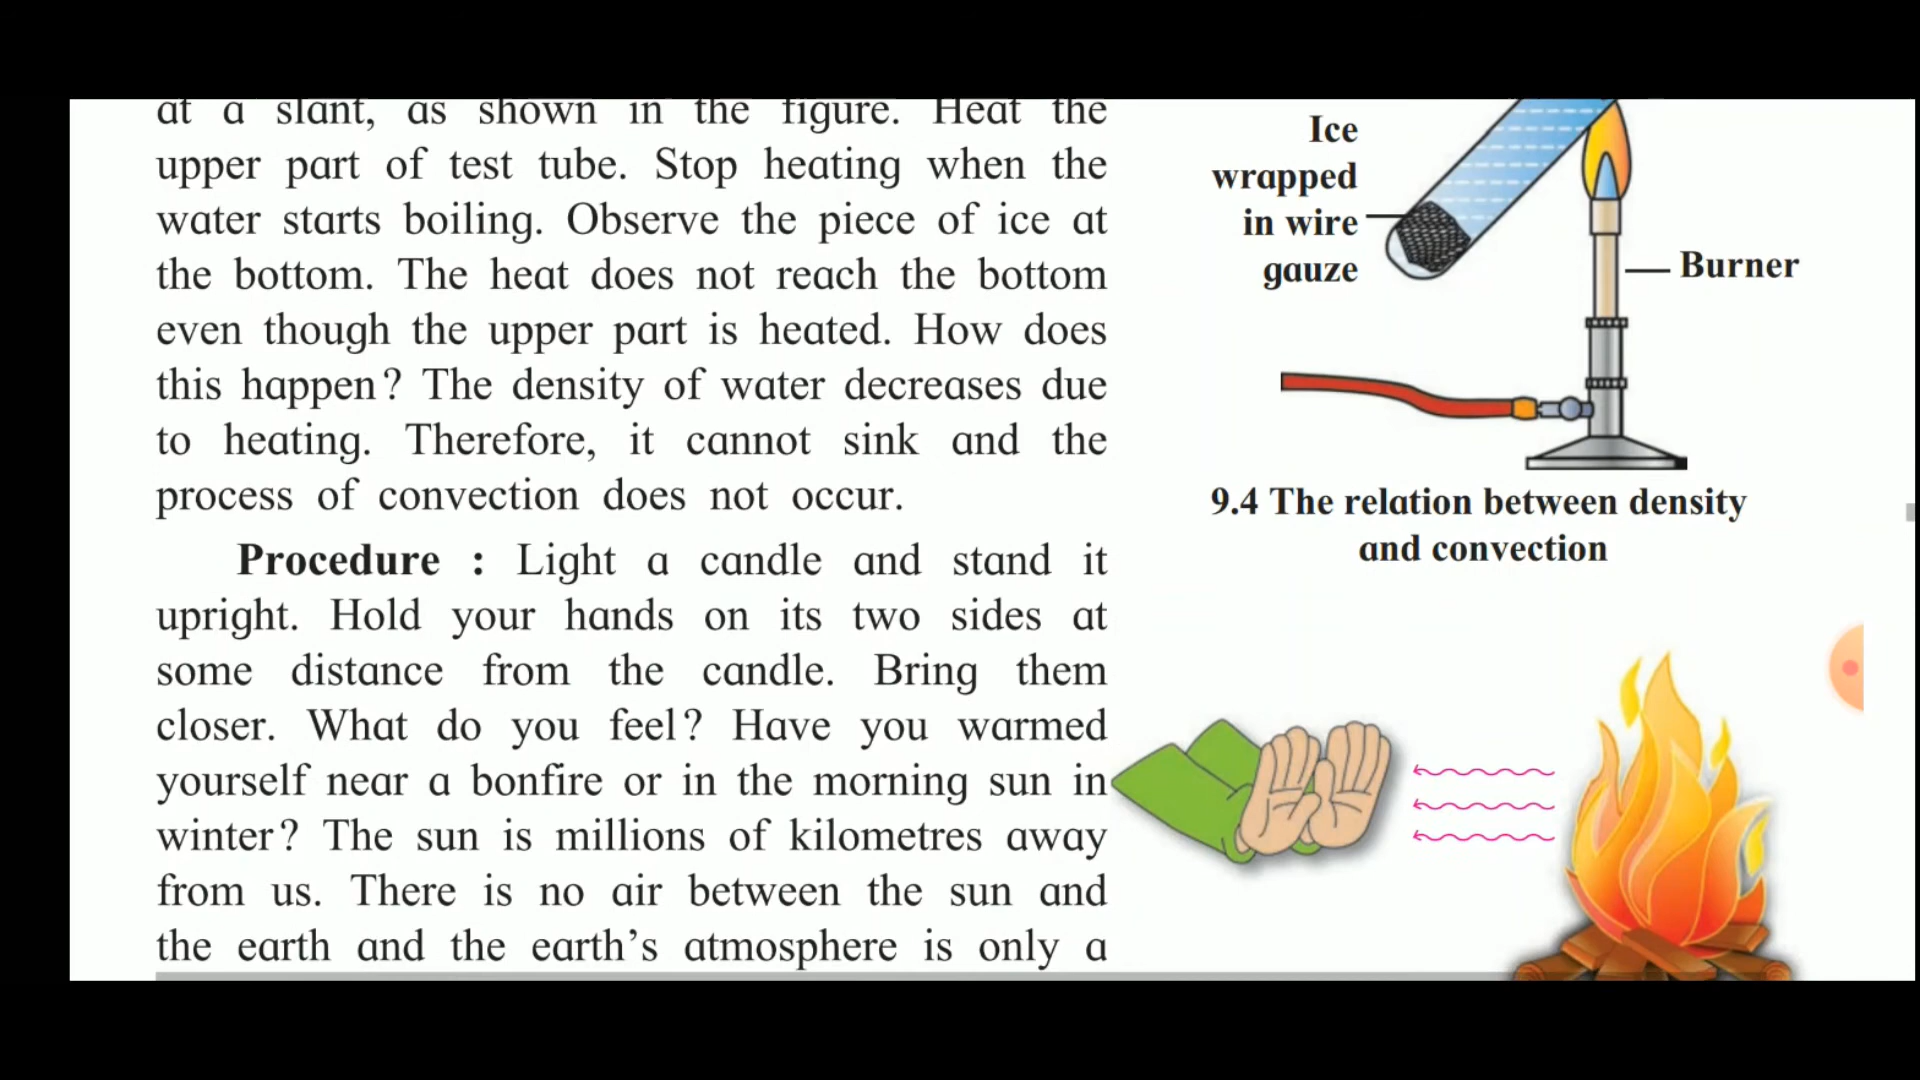 at a slant, as shown in the figure. Heat the
upper part of test tube. Stop heating when the
water starts boiling. Observe the piece of ice at
the bottom. The heat does not reach the bottom
even though the upper part is heated. How does
this happen? The density of water decreases due
to heating. Therefore, it cannot sink and the
process of convection does not occur.
Procedure : Light a candle and stand it
upright. Hold your hands on its two sides at
some distance from the candle. Bring them
closer. What do you feel? Have you warmed
yourself near a bonfire or in the morning sun in
winter? The sun is millions of kilometres away
from us. There is no air between the sun and
the earth and the earth's atmosphere is only a
Ice
wrapped
in wire
gauze
Burner
9.4 The relation between density
and convection